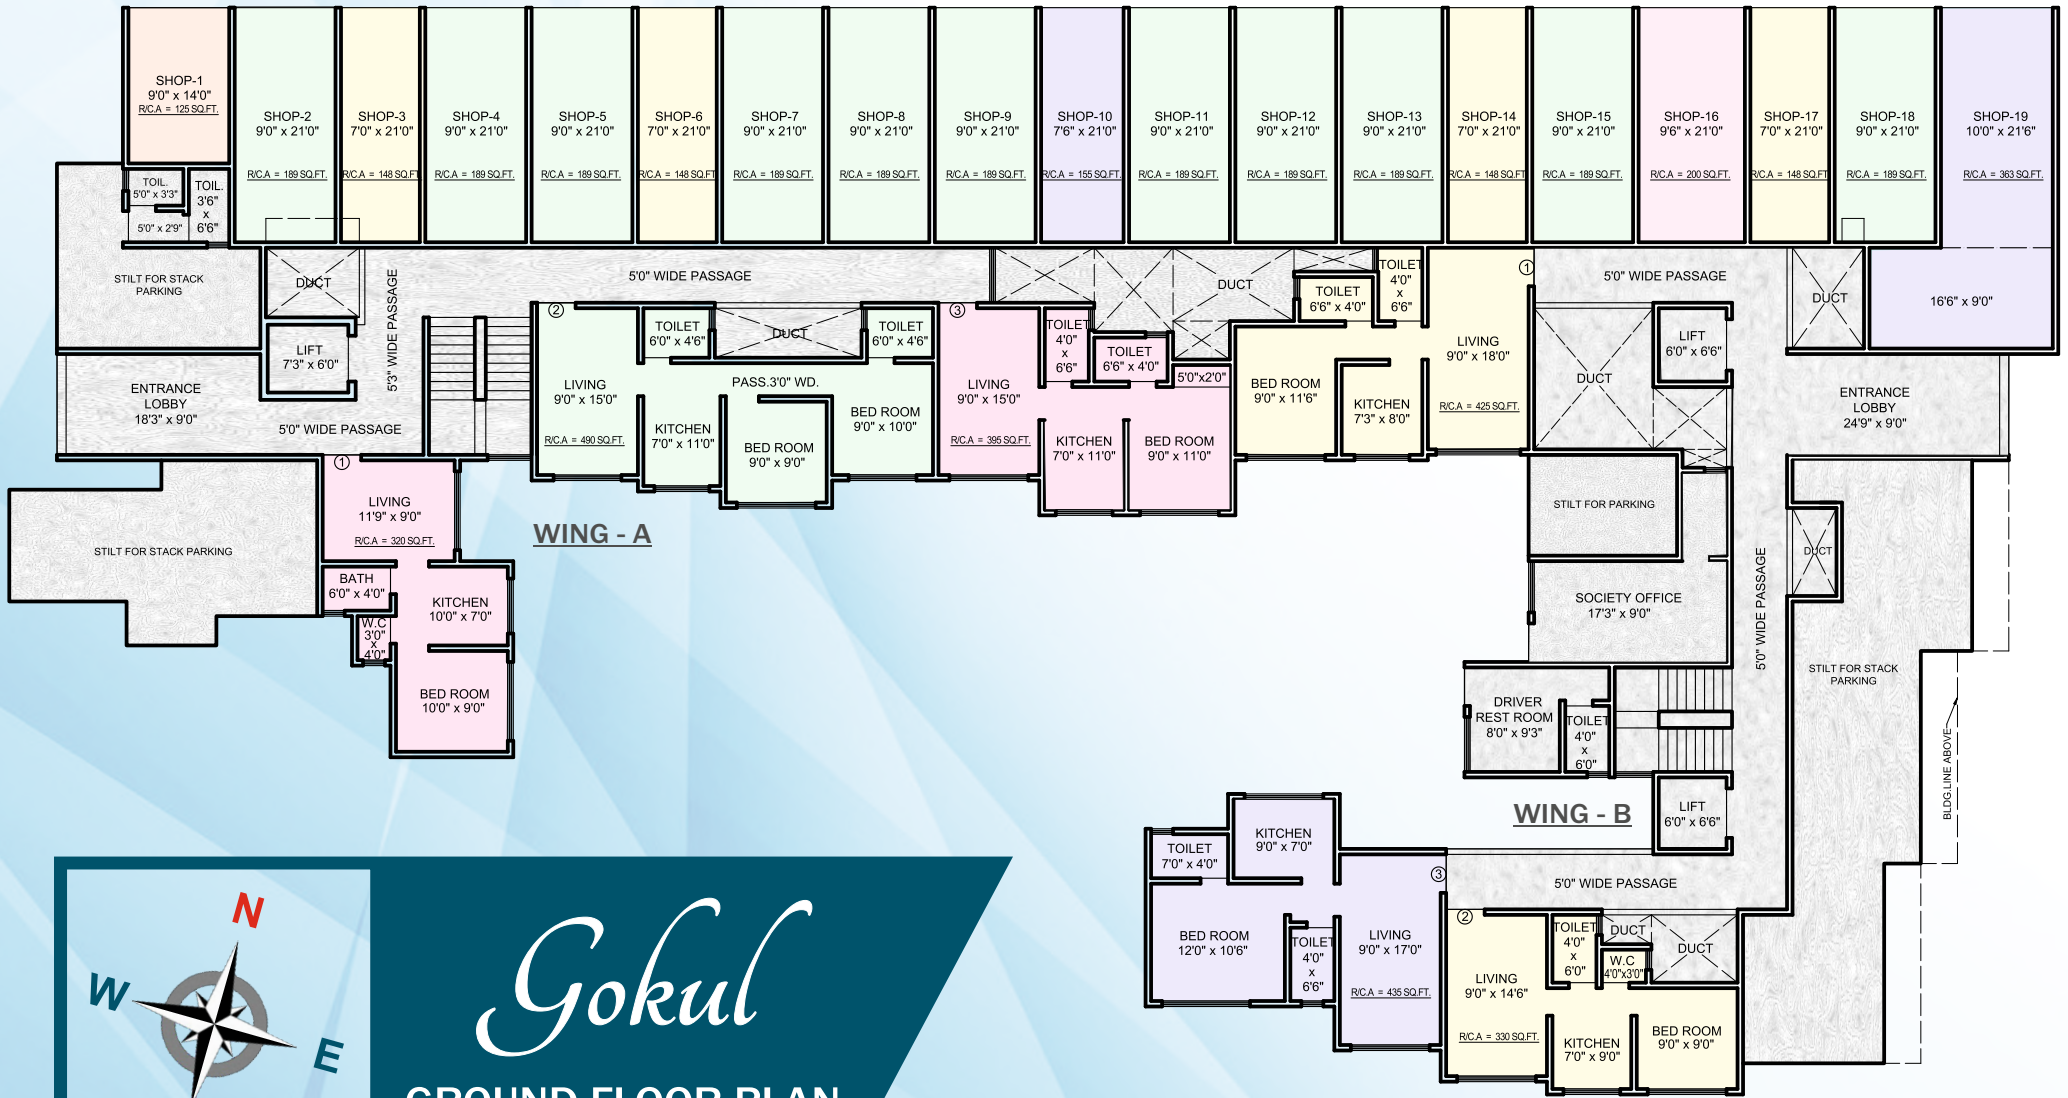 SHOP-1
9'0" x 14'0"
R/C.A = 125 SQ.FT.
SHOP-2
9'0" x 21'0"
R/C.A = 189 SQ.FT.
SHOP-3
7'0" x 21'0"
R/C.A = 148 SQ.FT.
SHOP-4
9'0" x 21'0"
R/C.A = 189 SQ.FT.
SHOP-5
9'0" x 21'0"
R/C.A = 189 SQ.FT.
SHOP-6
7'0" x 21'0"
R/C.A = 148 SQ.FT
SHOP-7
9'0" x 21'0"
R/C.A = 189 SQ.FT.
SHOP-8
9'0" x 21'0"
R/C.A = 189 SQ.FT.
SHOP-9
9'0" x 21'0"
R/C.A = 189 SQ.FT.
SHOP-10
7'6" x 21'0"
R/C.A = 155 SQ.FT.
SHOP-11
9'0" x 21'0"
R/C.A = 189 SQ.FT.
SHOP-12
9'0" x 21'0"
R/C.A = 189 SQ.FT.
SHOP-13
9'0" x 21'0"
R/C.A = 189 SQ.FT.
SHOP-14
7'0" x 21'0"
R/C.A = 148 SQ.FT
SHOP-15
9'0" x 21'0"
R/C.A = 189 SQ.FT.
SHOP-16
9'6" x 21'0"
R/C.A = 200 SQ.FT.
SHOP-17
7'0" x 21'0"
R/C.A = 148 SQ.FT.
SHOP-18
9'0" x 21'0"
R/C.A = 189 SQ.FT.
SHOP-19
10'0" x 21'6"
R/C.A = 363 SQ.FT.
16'6" x 9'0"
TOIL.
5'0" x 3'3"
5'0" x 2'9"
TOIL.
3'6"
x
6'6"
STILT FOR STACK
PARKING
DUCT
5'3" WIDE PASSAGE
5'0" WIDE PASSAGE
LIFT
7'3" x 6'0"
ENTRANCE
LOBBY
18'3" x 9'0"
5'0" WIDE PASSAGE
STILT FOR STACK PARKING
1
LIVING
11'9" x 9'0"
R/C.A = 320 SQ.FT.
BATH
6'0" x 4'0"
W.C
3'0"
x
4'0"
KITCHEN
10'0" x 7'0"
BED ROOM
10'0" x 9'0"
2
LIVING
9'0" x 15'0"
R/C.A = 490 SQ.FT.
TOILET
6'0" x 4'6"
DUCT
TOILET
6'0" x 4'6"
PASS.3'0" WD.
KITCHEN
7'0" x 11'0"
BED ROOM
9'0" x 9'0"
BED ROOM
9'0" x 10'0"
3
LIVING
9'0" x 15'0"
R/C.A = 395 SQ.FT.
TOILET
4'0"
x
6'6"
TOILET
6'6" x 4'0"
5'0"x2'0"
KITCHEN
7'0" x 11'0"
BED ROOM
9'0" x 11'0"
WING - A
DUCT
TOILET
6'6" x 4'0"
TOILET
4'0"
x
6'6"
1
LIVING
9'0" x 18'0"
R/C.A = 425 SQ.FT.
BED ROOM
9'0" x 11'6"
KITCHEN
7'3" x 8'0"
5'0" WIDE PASSAGE
DUCT
DUCT
LIFT
6'0" x 6'6"
ENTRANCE
LOBBY
24'9" x 9'0"
STILT FOR PARKING
SOCIETY OFFICE
17'3" x 9'0"
5'0" WIDE PASSAGE
DUCT
STILT FOR STACK
PARKING
BLDG.LINE ABOVE
DRIVER
REST ROOM
8'0" x 9'3"
TOILET
4'0"
x
6'0"
WING - B
LIFT
6'0" x 6'6"
5'0" WIDE PASSAGE
KITCHEN
9'0" x 7'0"
TOILET
7'0" x 4'0"
BED ROOM
12'0" x 10'6"
TOILET
4'0"
x
6'6"
3
LIVING
9'0" x 17'0"
R/C.A = 435 SQ.FT.
2
LIVING
9'0" x 14'6"
R/C.A = 330 SQ.FT.
TOILET
4'0"
x
6'0"
DUCT
W.C
4'0"x3'0"
DUCT
KITCHEN
7'0" x 9'0"
BED ROOM
9'0" x 9'0"
N
W
E
Gokul
GROUND FLOOR PLAN